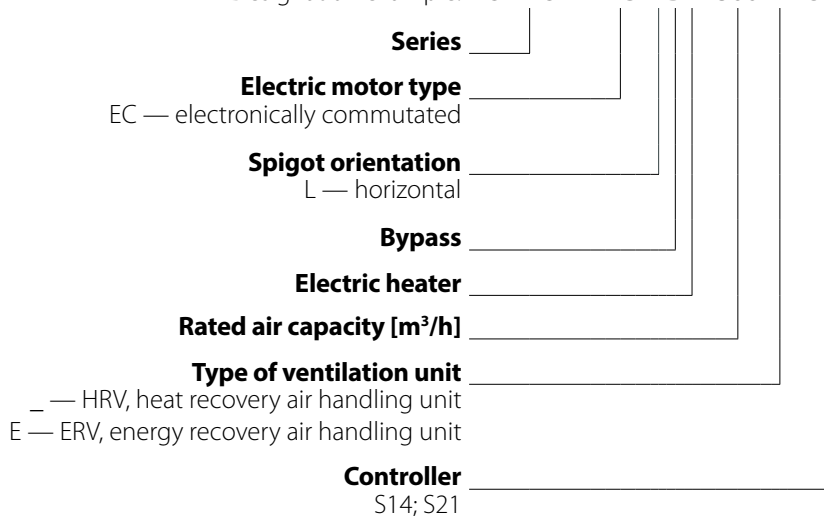 Series
Electric motor type
EC — electronically commutated
Spigot orientation
L — horizontal
Bypass
Electric heater
Rated air capacity [m³/h]
Type of ventilation unit
_ — HRV, heat recovery air handling unit
E — ERV, energy recovery air handling unit
Controller
S14; S21